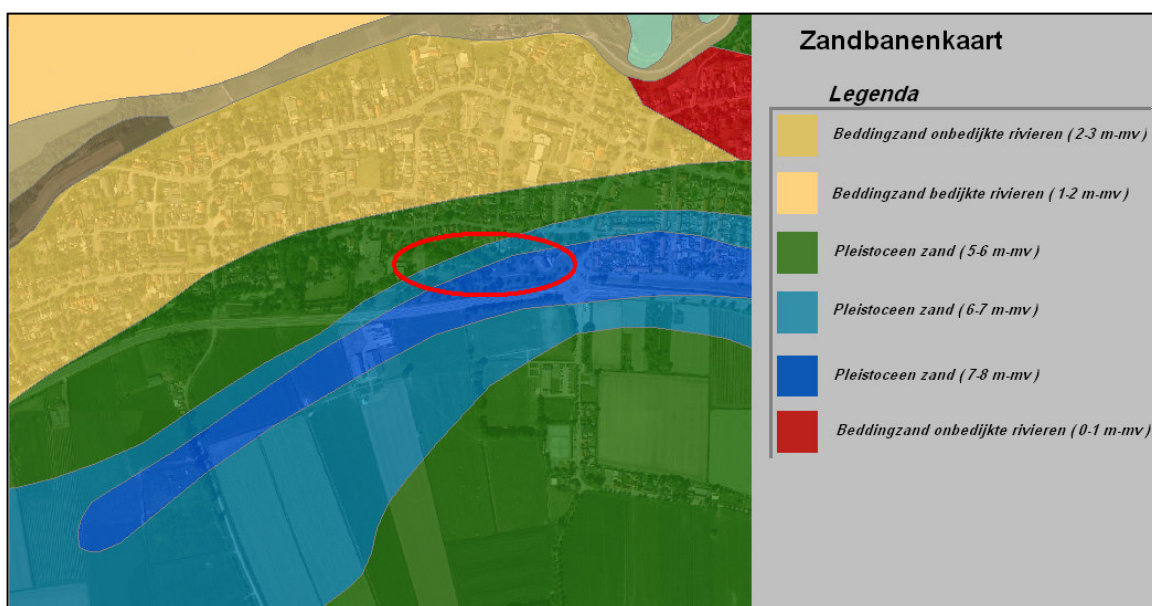 Zandbanenkaart
Legenda
Beddingzand onbedijkte rivieren ( 2-3 m-mv )
Beddingzand bedijkte rivieren ( 1-2 m-mv )
Pleistoceen zand ( 5-6 m-mv )
Pleistoceen zand ( 6-7 m-mv )
Pleistoceen zand ( 7-8 m-mv )
Beddingzand onbedijkte rivieren ( 0-1 m-mv )